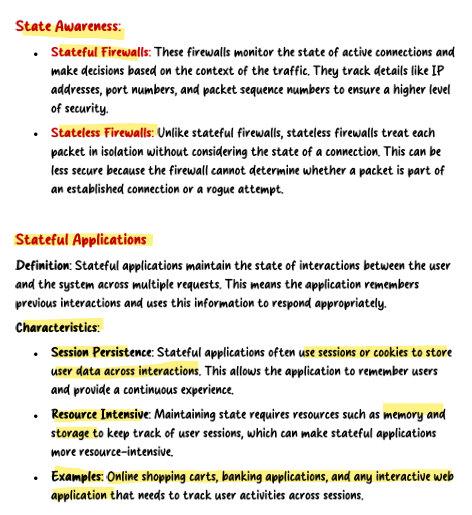 State Awareness:
• Stateful Firewalls: These firewalls monitor the state of active connections and
make decisions based on the context of the traffic. They track details like IP
addresses, port numbers, and packet sequence numbers to ensure a higher level
of security.
• Stateless Firewalls: Unlike stateful firewalls, stateless firewalls treat each
packet in isolation without considering the state of a connection. This can be
less secure because the firewall cannot determine whether a packet is part of
an established connection or a rogue attempt.
Stateful Applications
Definition: Stateful applications maintain the state of interactions between the user
and the system across multiple requests. This means the application remembers
previous interactions and uses this information to respond appropriately.
Characteristics:
• Session Persistence: Stateful applications often use sessions or cookies to store
user data across interactions. This allows the application to remember users
and provide a continuous experience.
• Resource Intensive: Maintaining state requires resources such as memory and
storage to keep track of user sessions, which can make stateful applications
more resource-intensive.
• Examples: Online shopping carts, banking applications, and any interactive web
application that needs to track user activities across sessions.